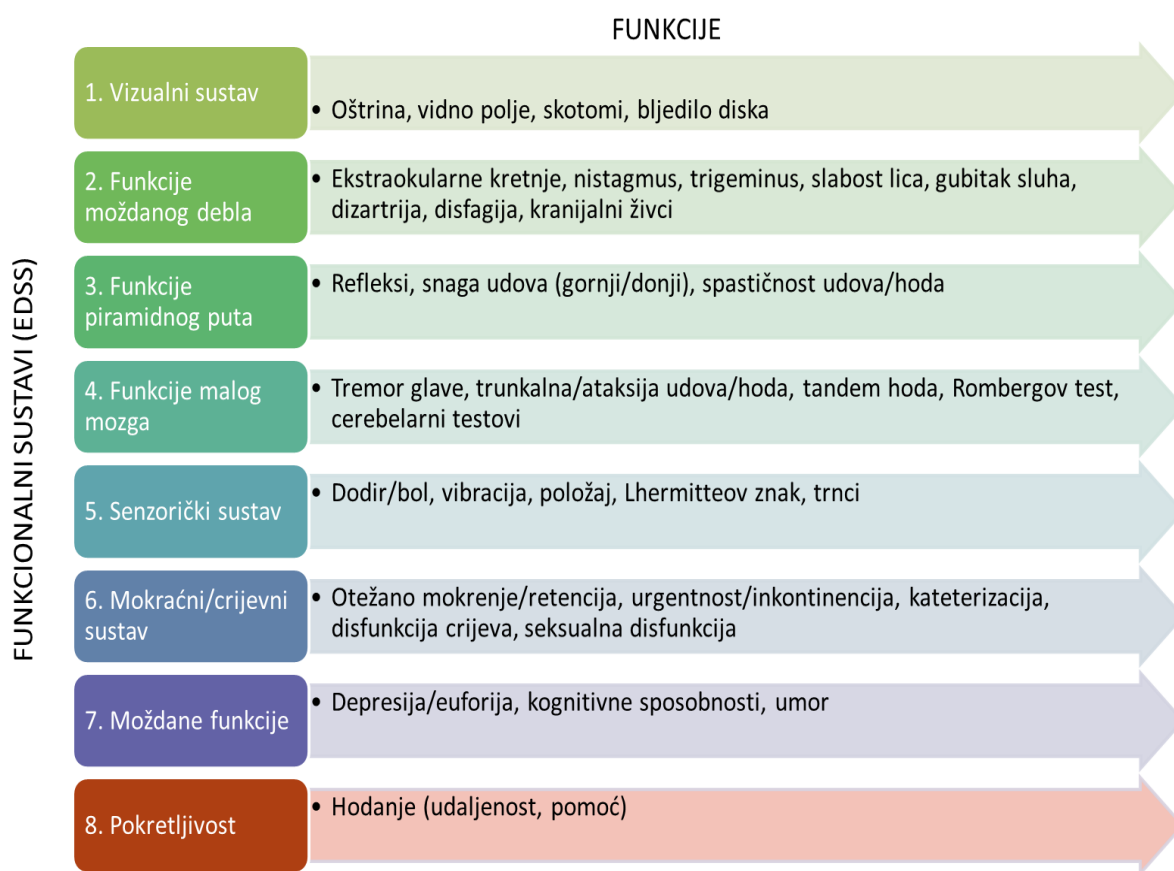 FUNKCIJE
FUNKCIONALNI SUSTAVI (EDSS)
1. Vizualni sustav
• Oštrina, vidno polje, skotomi, bljedilo diska
2. Funkcije
moždanog debla
• Ekstraokularne kretnje, nistagmus, trigeminus, slabost lica, gubitak sluha,
dizartrija, disfagija, kranijalni živci
3. Funkcije
piramidnog puta
• Refleksi, snaga udova (gornji/donji), spastičnost udova/hoda
4. Funkcije malog
mozga
• Tremor glave, trunkalna/ataksija udova/hoda, tandem hoda, Rombergov test,
cerebelarni testovi
5. Senzorički sustav
• Dodir/bol, vibracija, položaj, Lhermitteov znak, trnci
6. Mokraćni/crijevni
sustav
• Otežano mokrenje/retencija, urgentnost/inkontinencija, kateterizacija,
disfunkcija crijeva, seksualna disfunkcija
7. Moždane funkcije
• Depresija/euforija, kognitivne sposobnosti, umor
8. Pokretljivost
• Hodanje (udaljenost, pomoć)